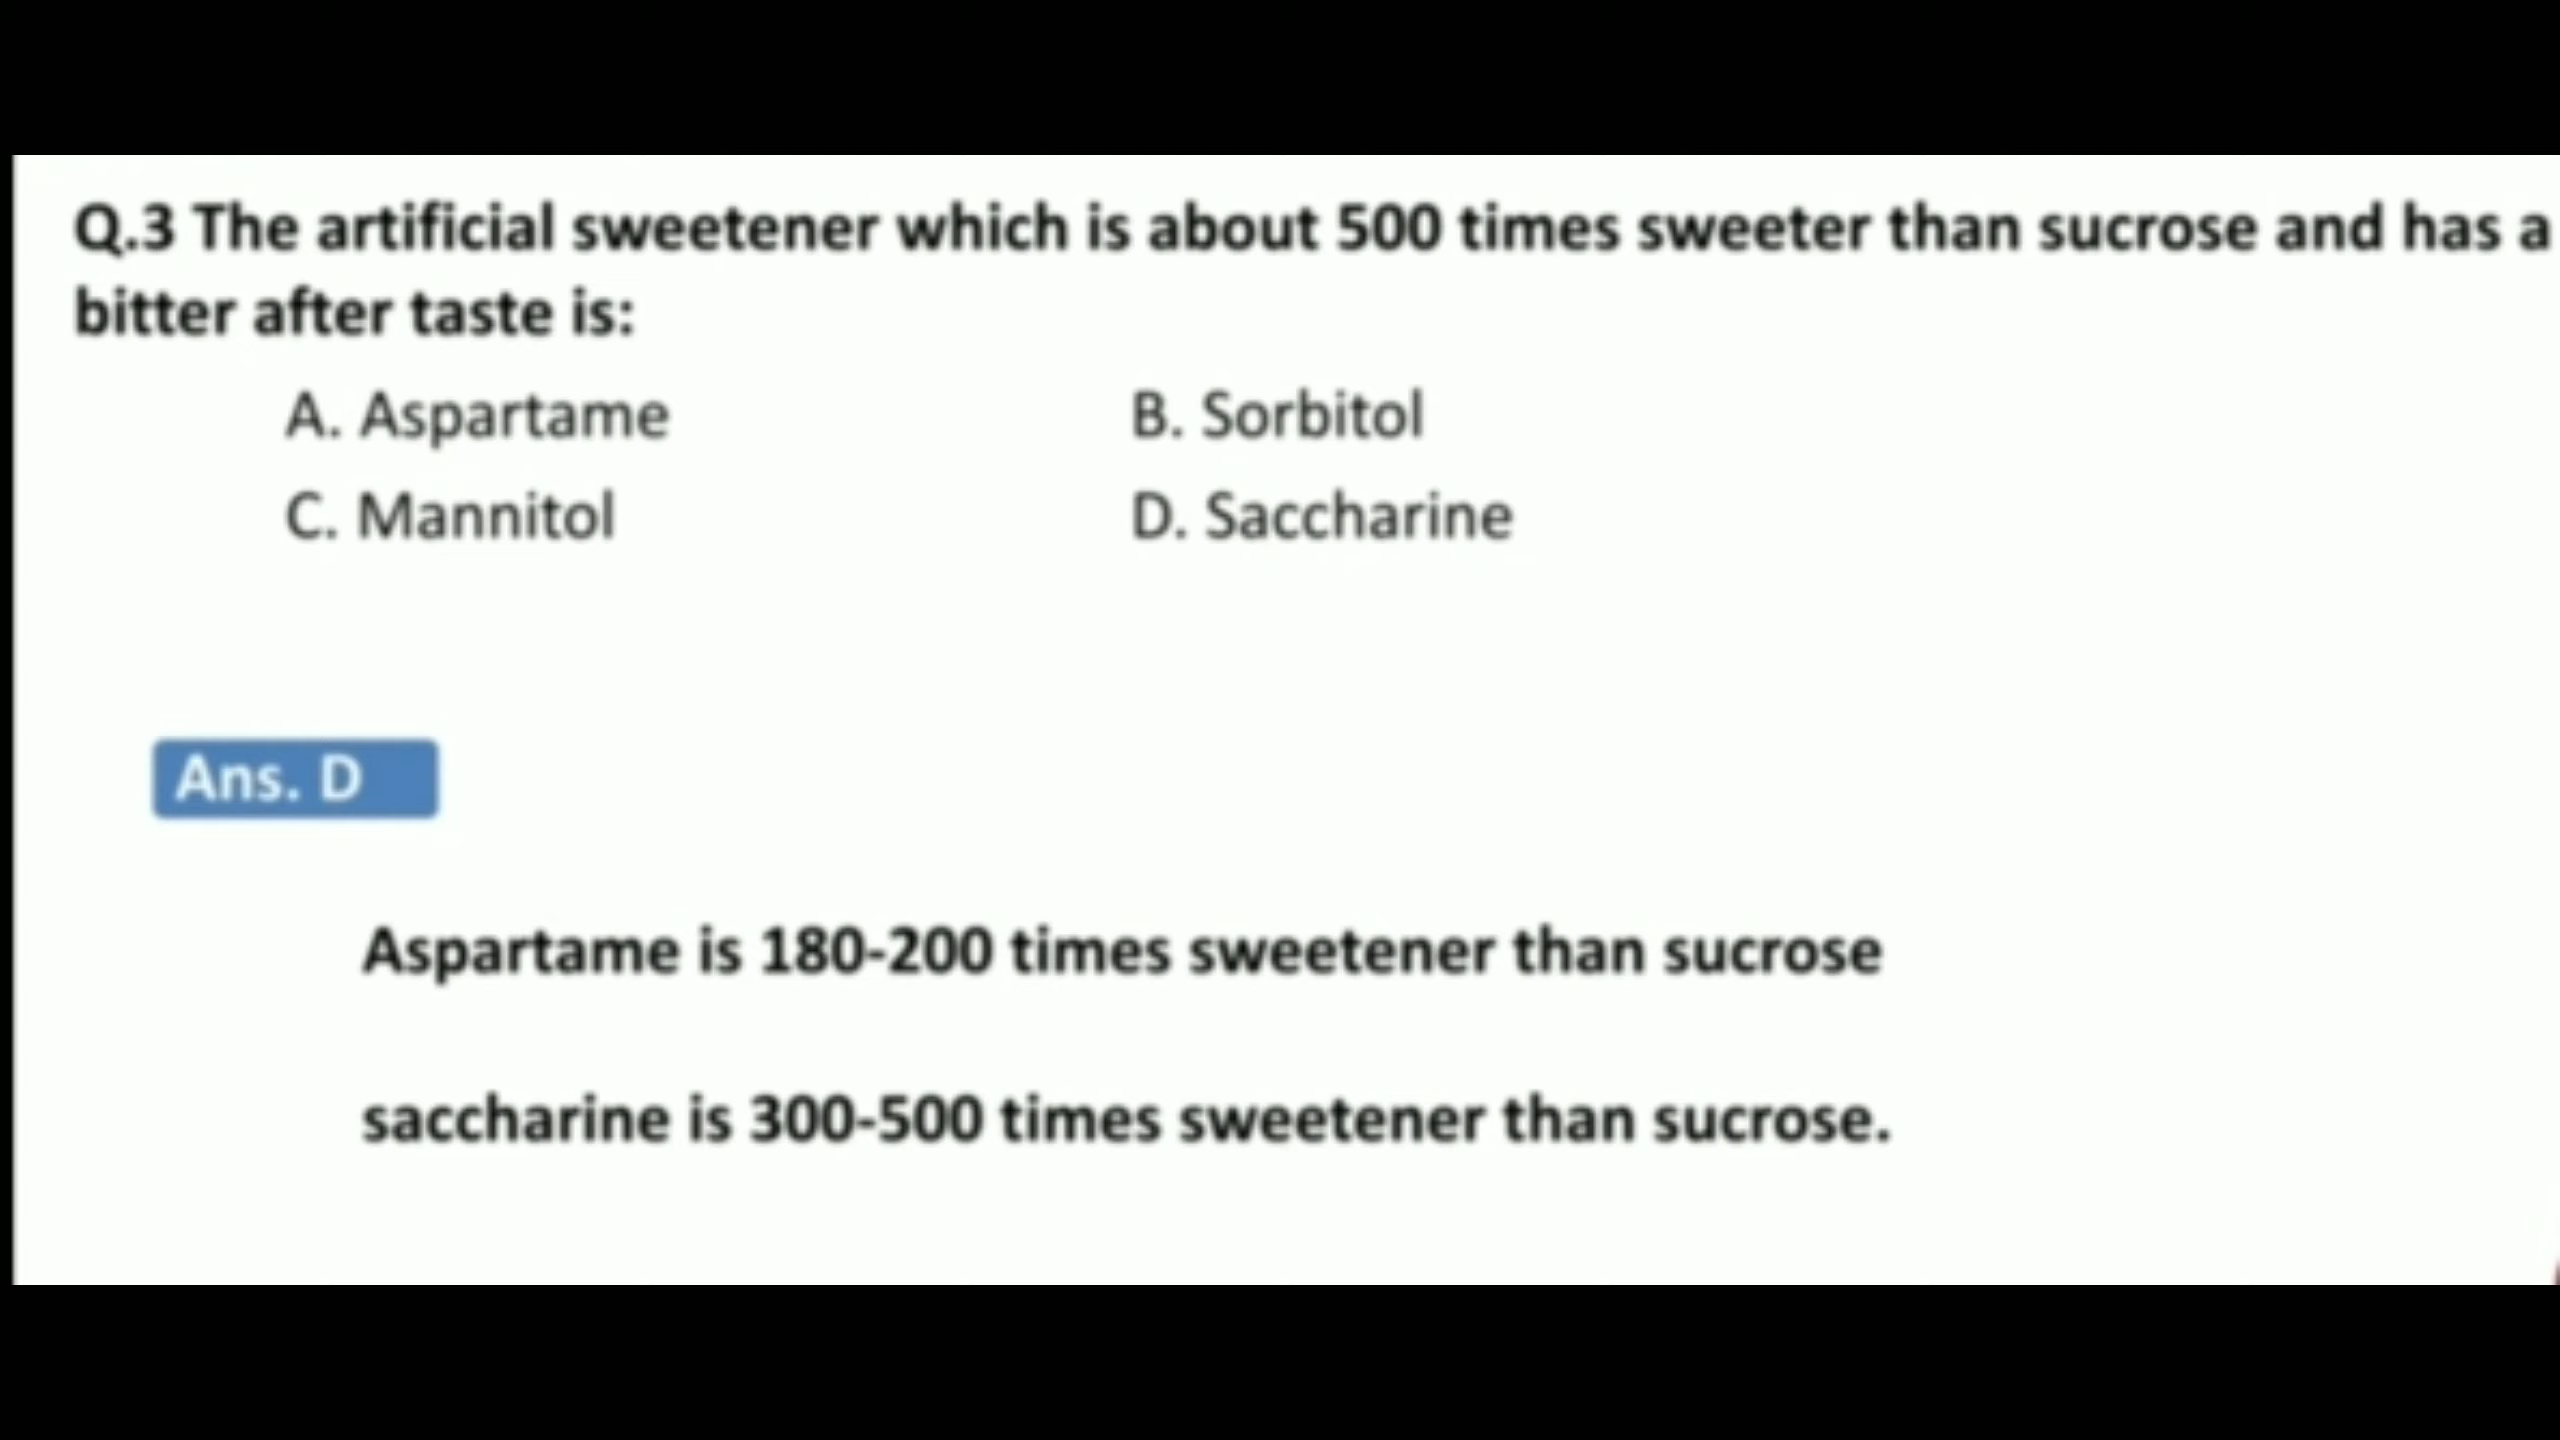 Q.3 The artificial sweetener which is about 500 times sweeter than sucrose and has a
bitter after taste is:
A. Aspartame B. Sorbitol
C. Mannitol D. Saccharine
Ans. D
Aspartame is 180-200 times sweetener than sucrose
saccharine is 300-500 times sweetener than sucrose.